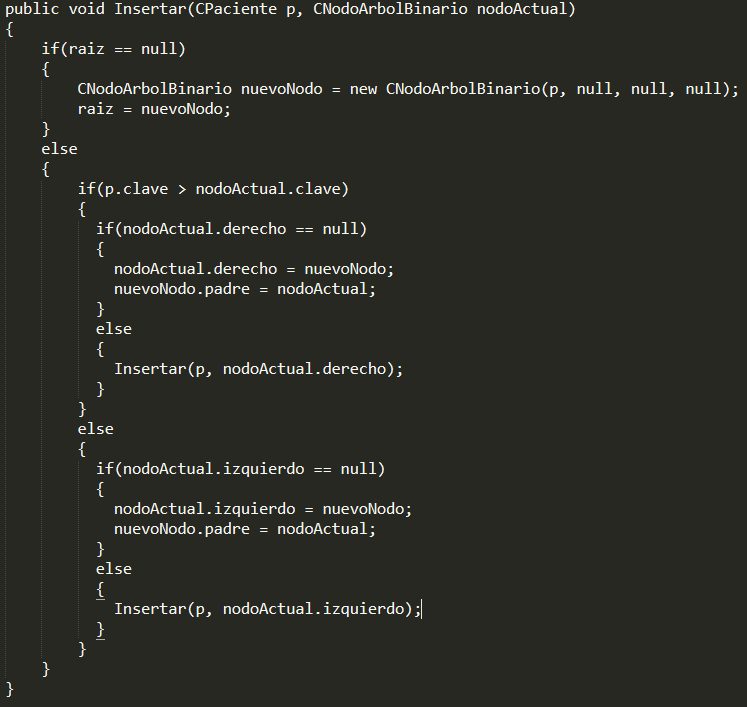 public void Insertar(CPaciente p, CNodoArbolBinario nodoActual)
{
    if(raiz == null)
    {
        CNodoArbolBinario nuevoNodo = new CNodoArbolBinario(p, null, null, null);
        raiz = nuevoNodo;
    }
    else
    {
        if(p.clave > nodoActual.clave)
        {
          if(nodoActual.derecho == null)
          {
            nodoActual.derecho = nuevoNodo;
            nuevoNodo.padre = nodoActual;
          }
          else
          {
            Insertar(p, nodoActual.derecho);
          }
        }
        else
        {
          if(nodoActual.izquierdo == null)
          {
            nodoActual.izquierdo = nuevoNodo;
            nuevoNodo.padre = nodoActual;
          }
          else
          {
            Insertar(p, nodoActual.izquierdo);
          }
        }
    }
}